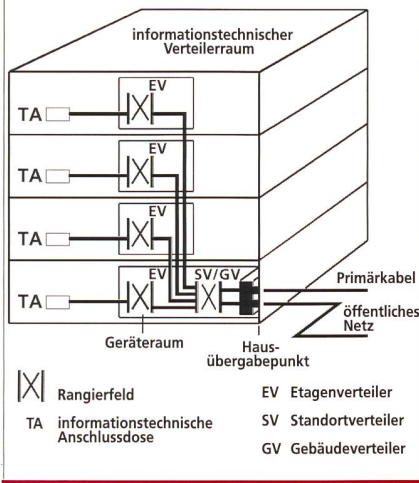 informationstechnischer
Verteilerraum
EV
TA
EV
TA
EV
TA
EV SV/GV
TA
Primärkabel
öffentliches
Netz
Geräteraum
Haus-
übergabepunkt
Rangierfeld
TA informationstechnische
Anschlussdose
EV Etagenverteiler
SV Standortverteiler
GV Gebäudeverteiler